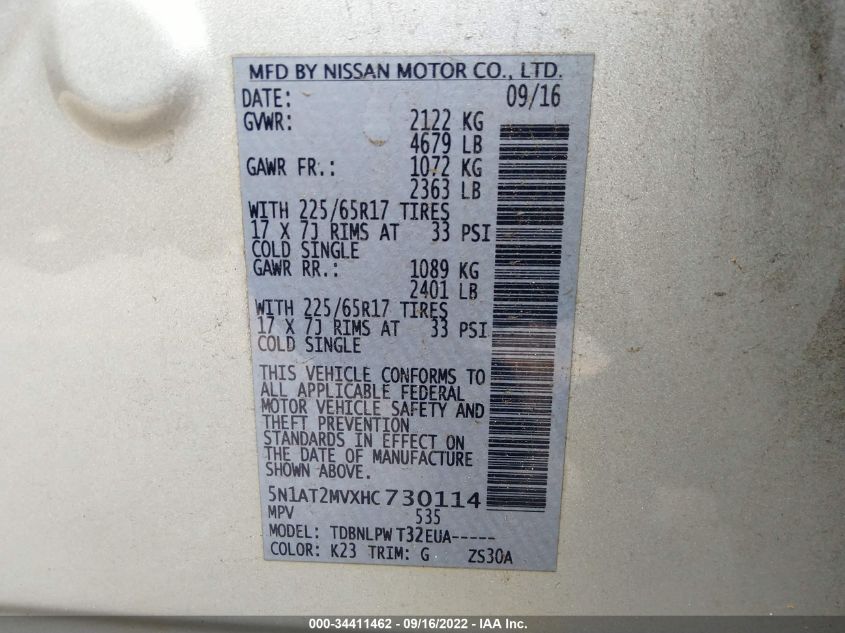 MFD BY NISSAN MOTOR CO., LTD.
DATE: 09/16
GVWR: 2122 KG
4679 LB
GAWR FR.: 1072 KG
2363 LB
WITH 225/65R17 TIRES
17 X 7J RIMS AT 33 PSI
COLD SINGLE
GAWR RR.: 1089 KG
2401 LB
WITH 225/65R17 TIRES
17 X 7J RIMS AT 33 PSI
COLD SINGLE
THIS VEHICLE CONFORMS TO
ALL APPLICABLE FEDERAL
MOTOR VEHICLE SAFETY AND
THEFT PREVENTION
STANDARDS IN EFFECT ON
THE DATE OF MANUFACTURE
SHOWN ABOVE.
5N1AT2MVXHC730114
MPV 535
MODEL: TDBNLPW T32EUA-----
COLOR: K23 TRIM: G ZS30A
000-34411462 - 09/16/2022 - IAA Inc.